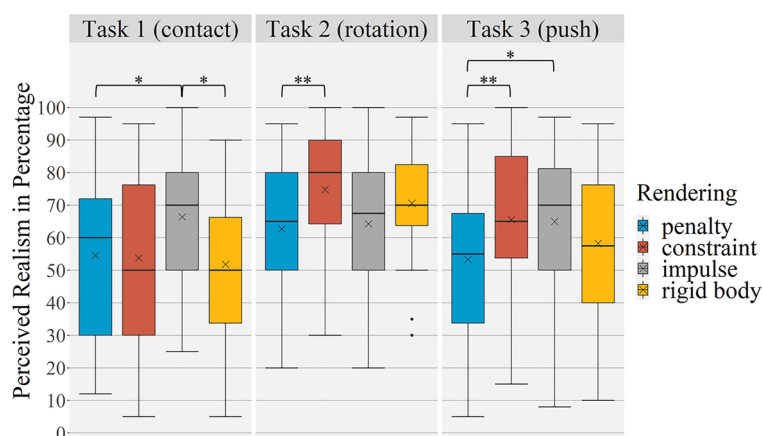 Task 1 (contact)
Task 2 (rotation)
Task 3 (push)
*
*
**
*
**
Perceived Realism in Percentage
100
90
80
70
60
50
40
30
20
10
0
Rendering
penalty
constraint
impulse
rigid body